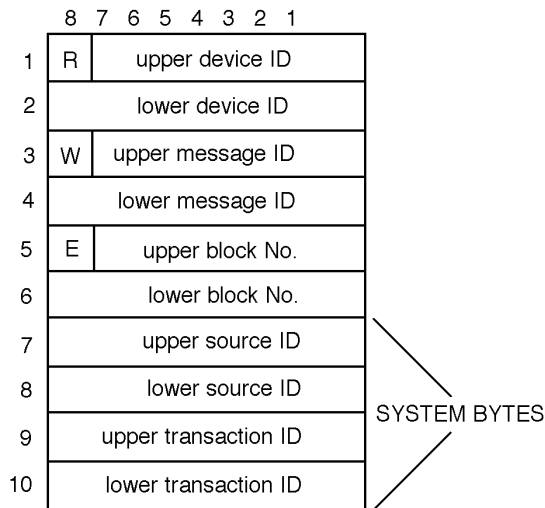 8 7 6 5 4 3 2 1
1 R upper device ID
2 lower device ID
3 W upper message ID
4 lower message ID
5 E upper block No.
6 lower block No.
7 upper source ID
8 lower source ID
SYSTEM BYTES
9 upper transaction ID
10 lower transaction ID